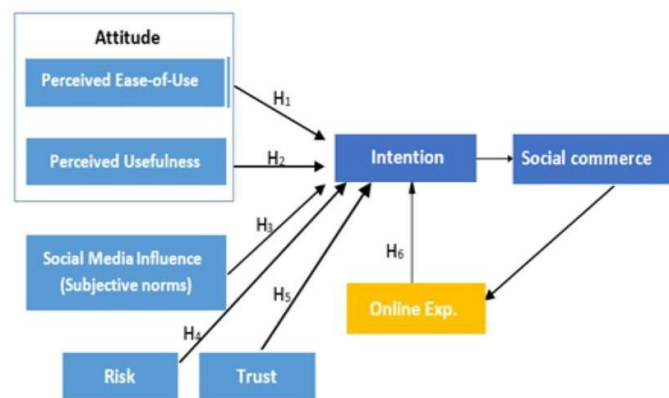 Attitude
Perceived Ease-of-Use
H₁
Perceived Usefulness
H₂
Intention
Social commerce
H₃
Social Media Influence
(Subjective norms)
H₆
H₅
Online Exp.
H₄
Risk
Trust